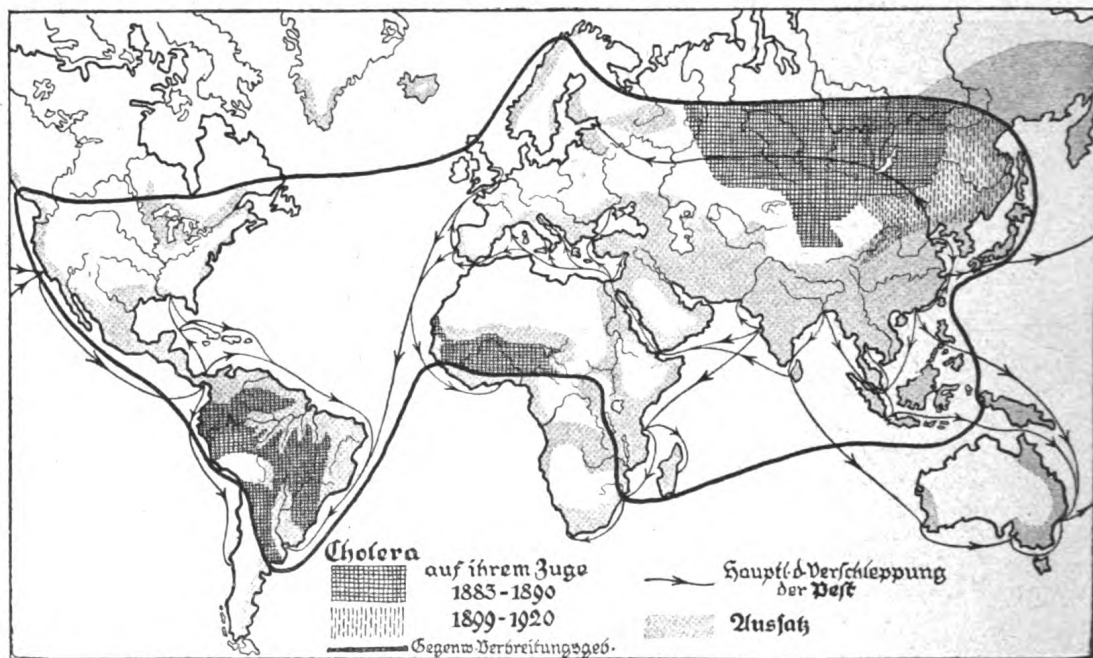 Cholera
auf ihrem Zuge
1883-1890
1899-1920
Gegenw. Verbreitungsgeb.
Hauptl. d. Verschleppung
der Pest
Aussatz